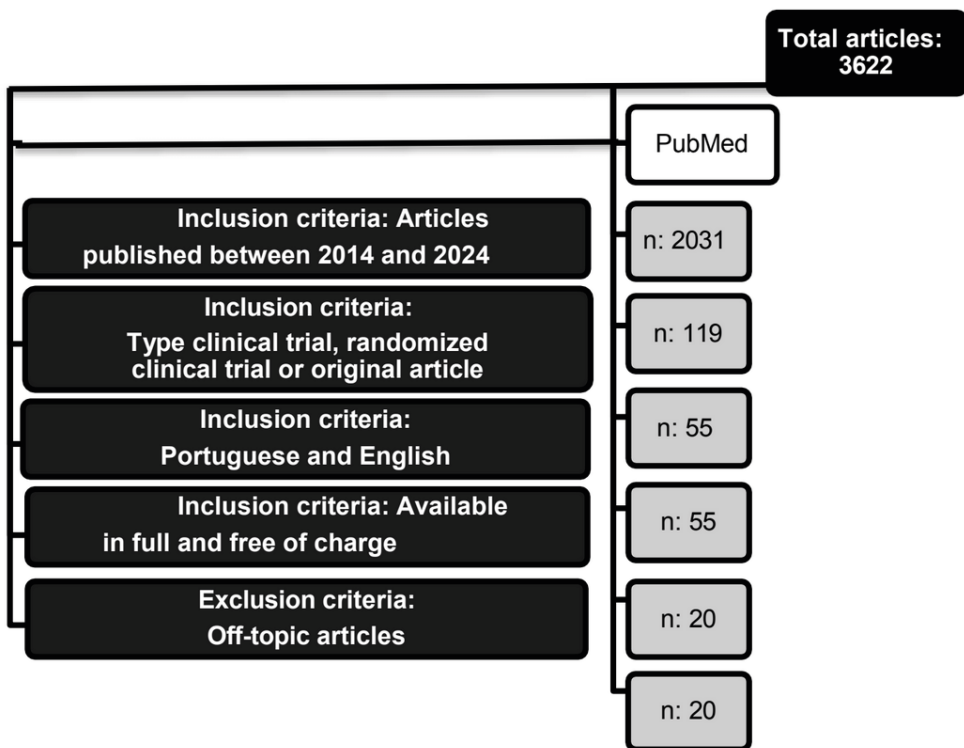 Total articles:
3622
PubMed
Inclusion criteria: Articles
published between 2014 and 2024
n: 2031
Inclusion criteria:
Type clinical trial, randomized
clinical trial or original article
n: 119
Inclusion criteria:
Portuguese and English
n: 55
Inclusion criteria: Available
in full and free of charge
n: 55
Exclusion criteria:
Off-topic articles
n: 20
n: 20